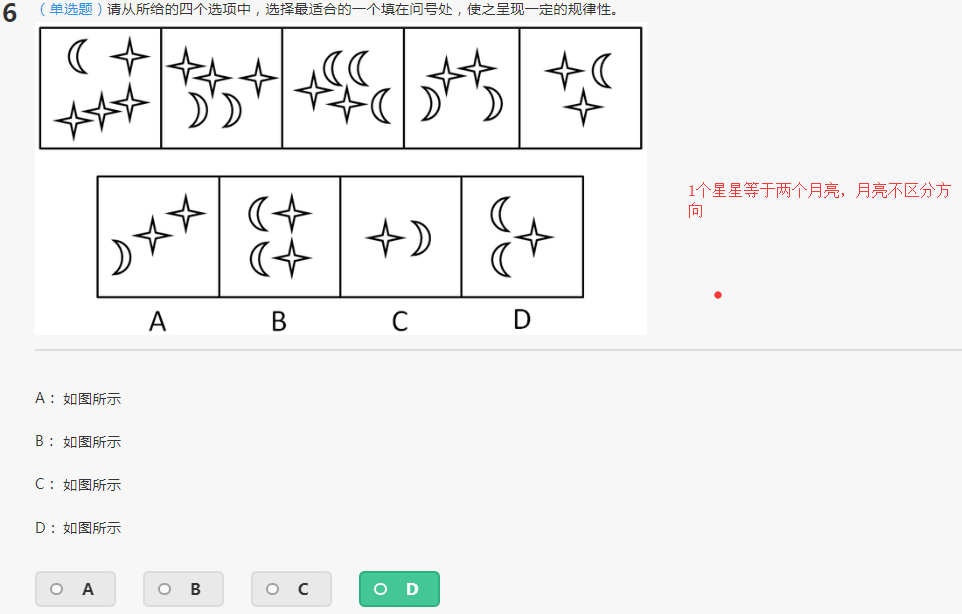 6 （单选题）请从所给的四个选项中，选择最适合的一个填在问号处，使之呈现一定的规律性。
1个星星等于两个月亮，月亮不区分方
向
A B C D
A： 如图所示
B： 如图所示
C： 如图所示
D： 如图所示
A B C D